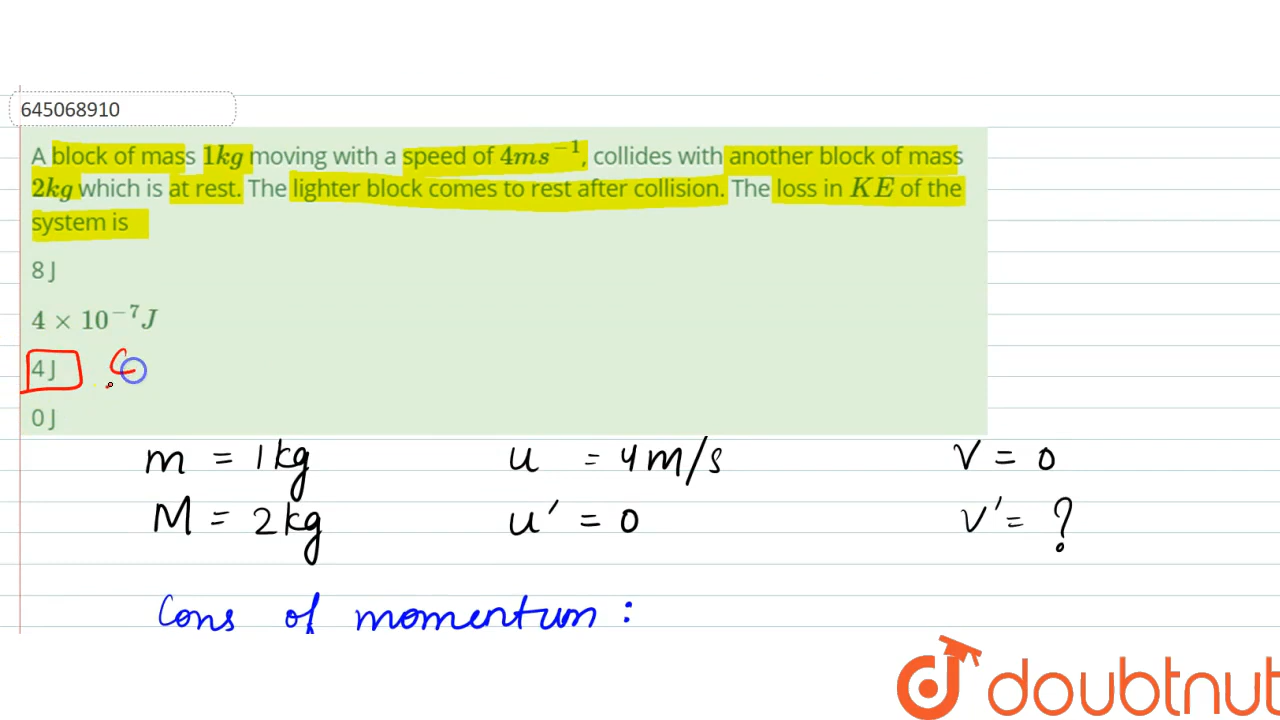 645068910
A block of mass 1kg moving with a speed of 4ms⁻¹, collides with another block of mass
2kg which is at rest. The lighter block comes to rest after collision. The loss in KE of the
system is
8 J
4 × 10⁻⁷J
4 J
0 J
m = 1kg u = 4m/s v = 0
M = 2kg u' = 0 v' = ?
Cons of momentum :
doubtnut